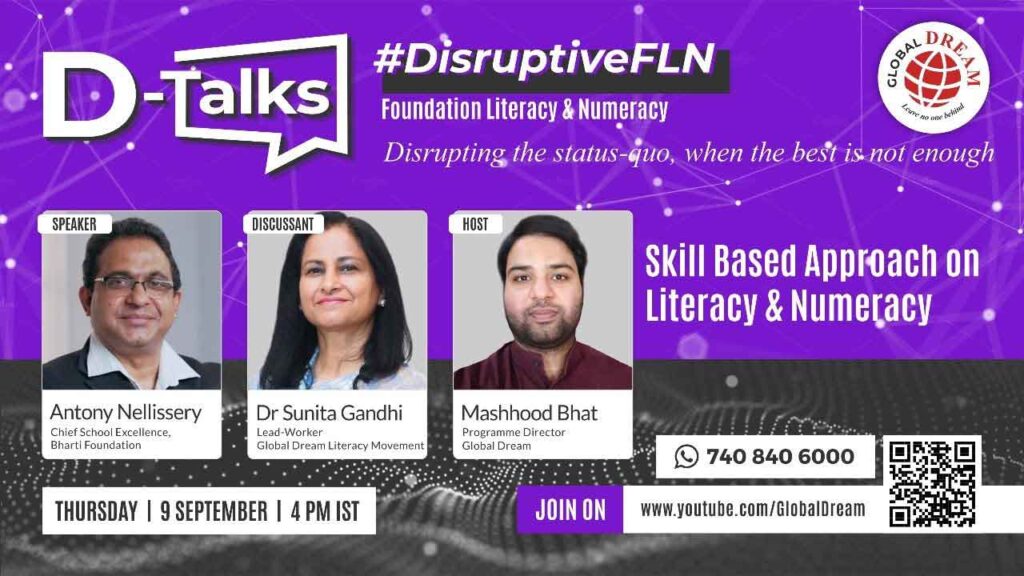 D-Talks
#DisruptiveFLN
Foundation Literacy & Numeracy
Disrupting the status-quo, when the best is not enough
GLOBAL DREAM
Leave no one behind
SPEAKER
Antony Nellissery
Chief School Excellence,
Bharti Foundation
DISCUSSANT
Dr Sunita Gandhi
Lead-Worker
Global Dream Literacy Movement
HOST
Mashhood Bhat
Programme Director
Global Dream
Skill Based Approach on
Literacy & Numeracy
740 840 6000
THURSDAY | 9 SEPTEMBER | 4 PM IST
JOIN ON
www.youtube.com/GlobalDream